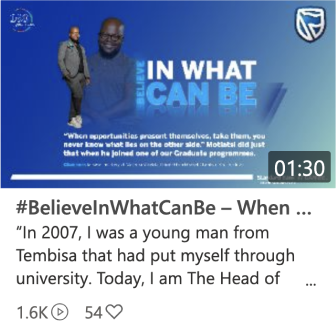 BELIEVE
IN WHAT
CAN BE
"When opportunities present themselves, take them, you
never know what lies on the other side." Motlatsi did just
that when he joined one of our Graduate programmes.
01:30
#BelieveInWhatCanBe – When ...
"In 2007, I was a young man from
Tembisa that had put myself through
university. Today, I am The Head of ...
1.6K 54